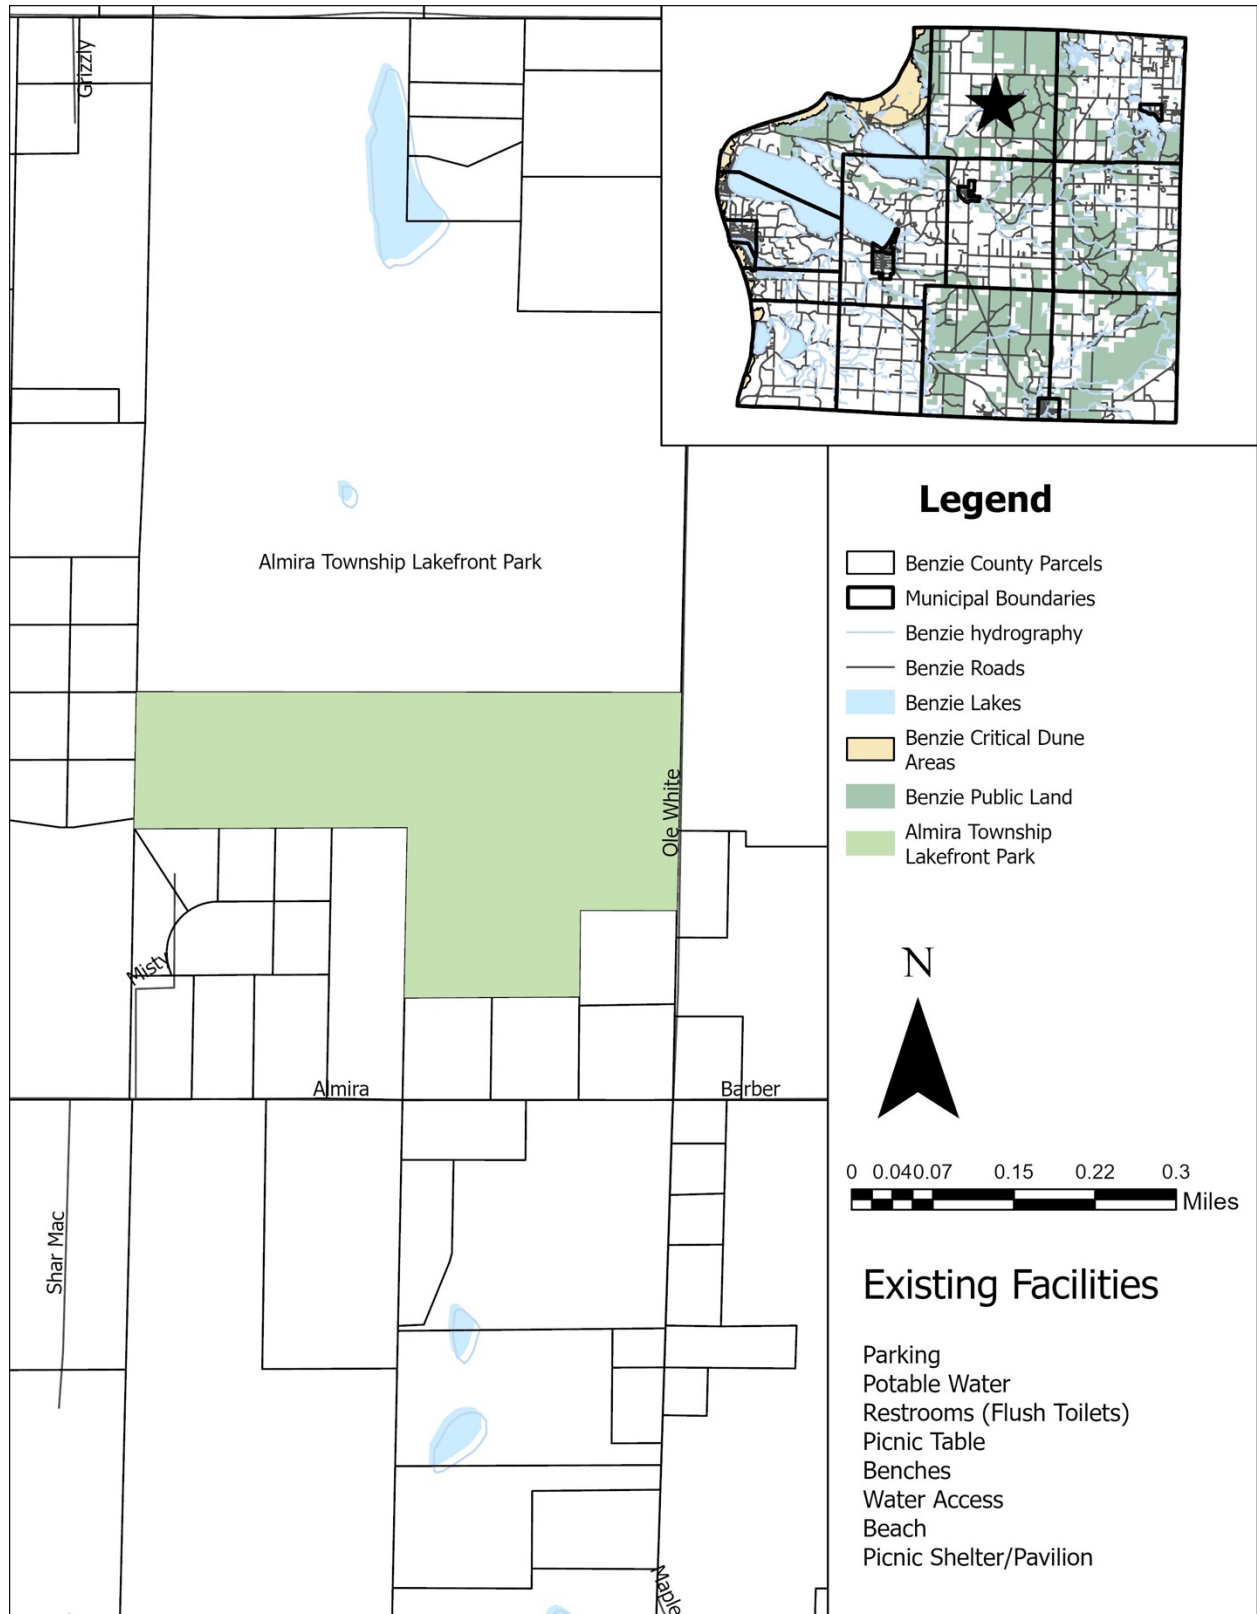 Grizzly
Almira Township Lakefront Park
Ole White
Misty
Almira
Barber
Shar Mac
Maple
Legend
Benzie County Parcels
Municipal Boundaries
Benzie hydrography
Benzie Roads
Benzie Lakes
Benzie Critical Dune
Areas
Benzie Public Land
Almira Township
Lakefront Park
N
0 0.040.07 0.15 0.22 0.3
Miles
Existing Facilities
Parking
Potable Water
Restrooms (Flush Toilets)
Picnic Table
Benches
Water Access
Beach
Picnic Shelter/Pavilion